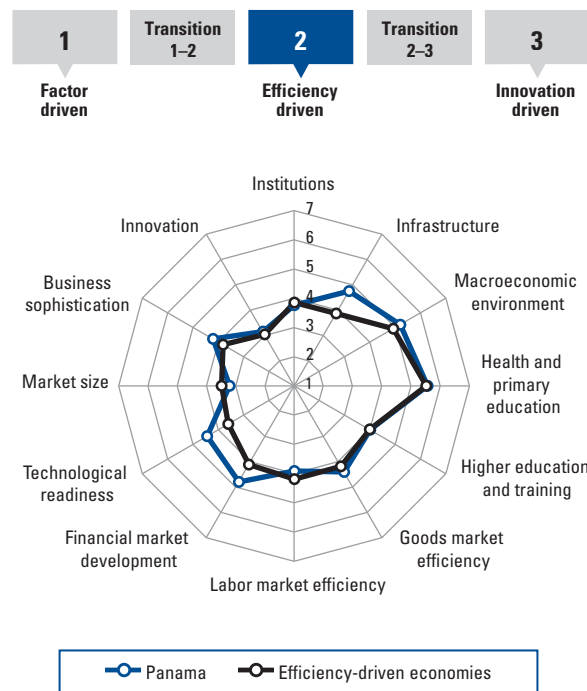 1
Transition
1–2
2
Transition
2–3
3
Factor
driven
Efficiency
driven
Innovation
driven
Institutions
Innovation
Infrastructure
Business
sophistication
Macroeconomic
environment
Market size
Health and
primary
education
Technological
readiness
Higher education
and training
Financial market
development
Goods market
efficiency
Labor market efficiency
7
6
5
4
3
2
1
Panama
Efficiency-driven economies